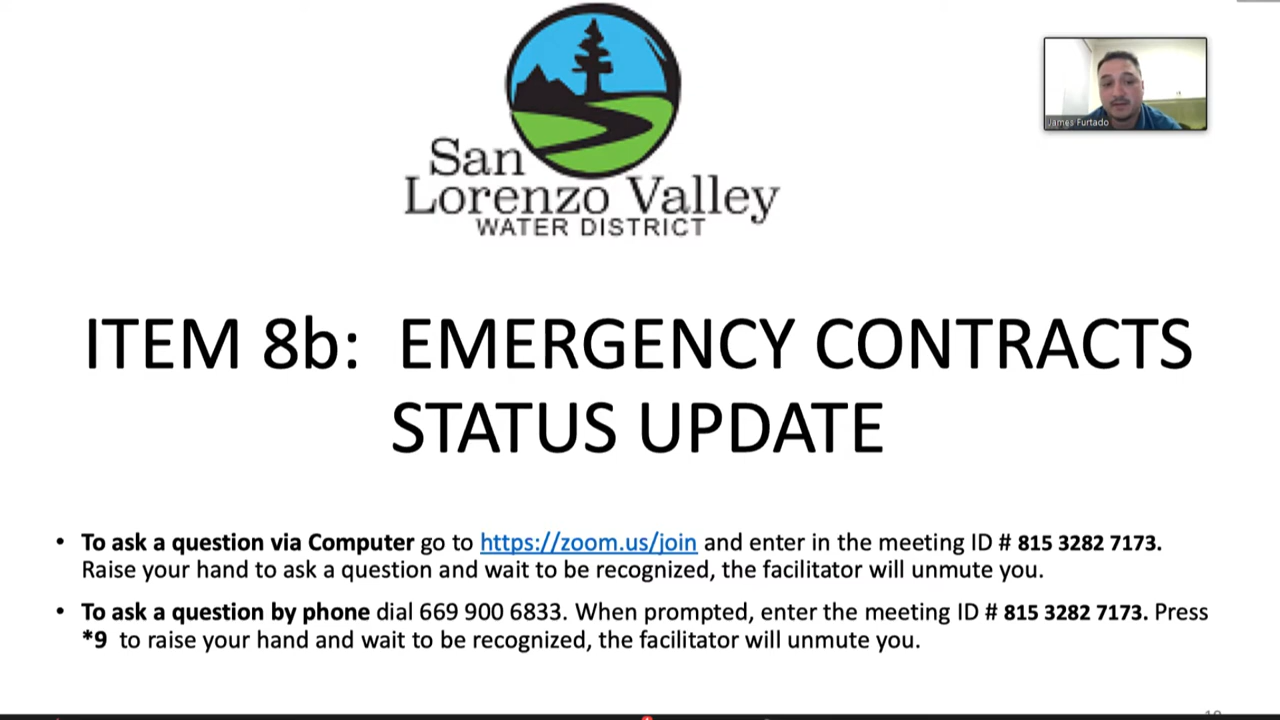 James Furtado
San
Lorenzo Valley
WATER DISTRICT
ITEM 8b: EMERGENCY CONTRACTS
STATUS UPDATE
• To ask a question via Computer go to https://zoom.us/join and enter in the meeting ID # 815 3282 7173.
Raise your hand to ask a question and wait to be recognized, the facilitator will unmute you.
• To ask a question by phone dial 669 900 6833. When prompted, enter the meeting ID # 815 3282 7173. Press
*9 to raise your hand and wait to be recognized, the facilitator will unmute you.